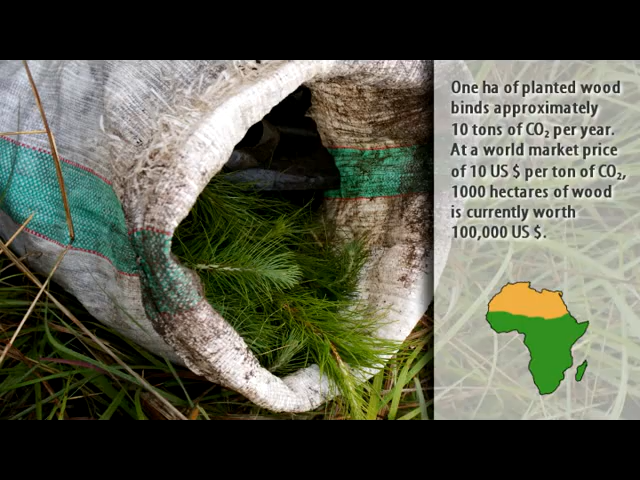 One ha of planted wood
binds approximately
10 tons of CO₂ per year.
At a world market price
of 10 US $ per ton of CO₂,
1000 hectares of wood
is currently worth
100,000 US $.